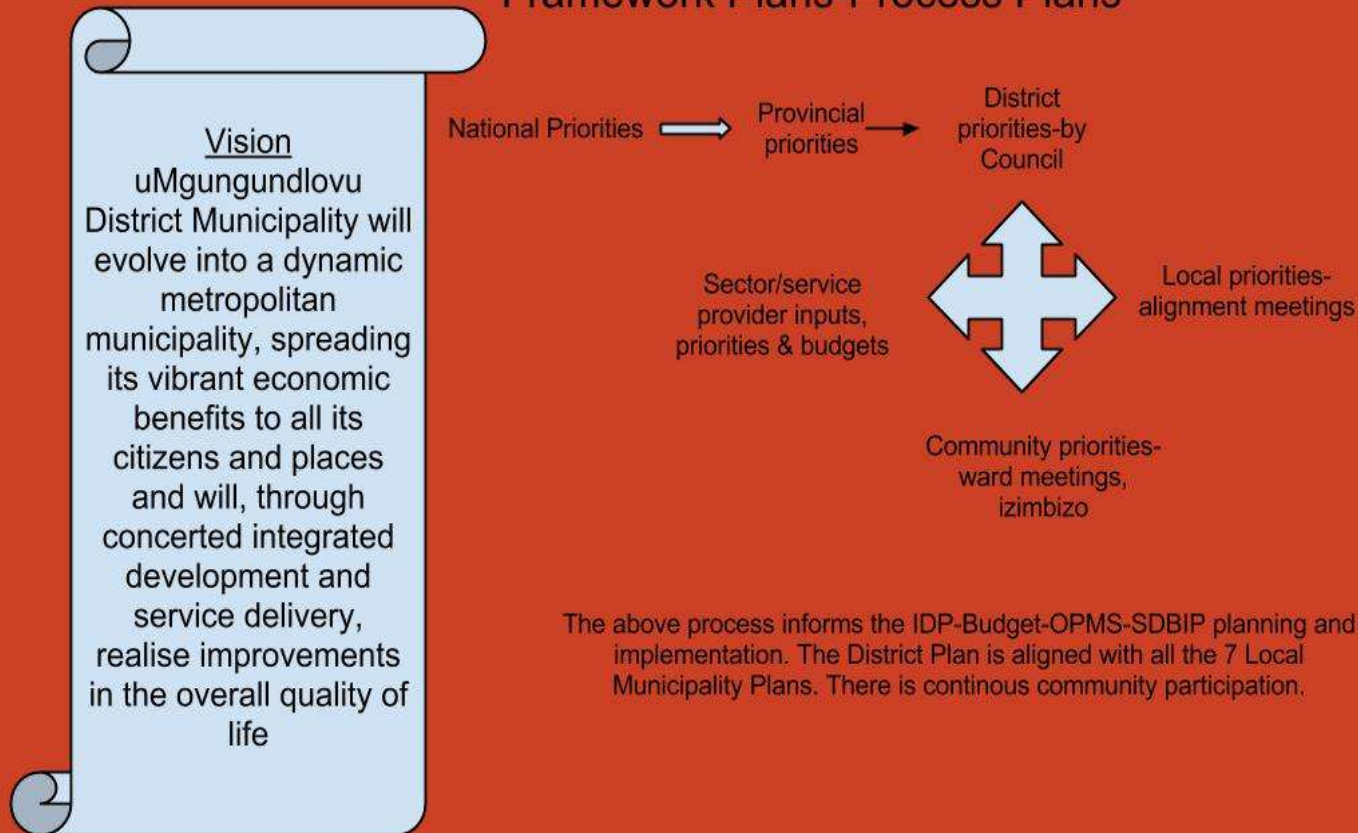 Framework Plans Process Plans
Vision
uMgungundlovu
District Municipality will
evolve into a dynamic
metropolitan
municipality, spreading
its vibrant economic
benefits to all its
citizens and places
and will, through
concerted integrated
development and
service delivery,
realise improvements
in the overall quality of
life
National Priorities
Provincial
priorities
District
priorities-by
Council
Sector/service
provider inputs,
priorities & budgets
Local priorities-
alignment meetings
Community priorities-
ward meetings,
izimbizo
The above process informs the IDP-Budget-OPMS-SDBIP planning and
implementation. The District Plan is aligned with all the 7 Local
Municipality Plans. There is continous community participation.